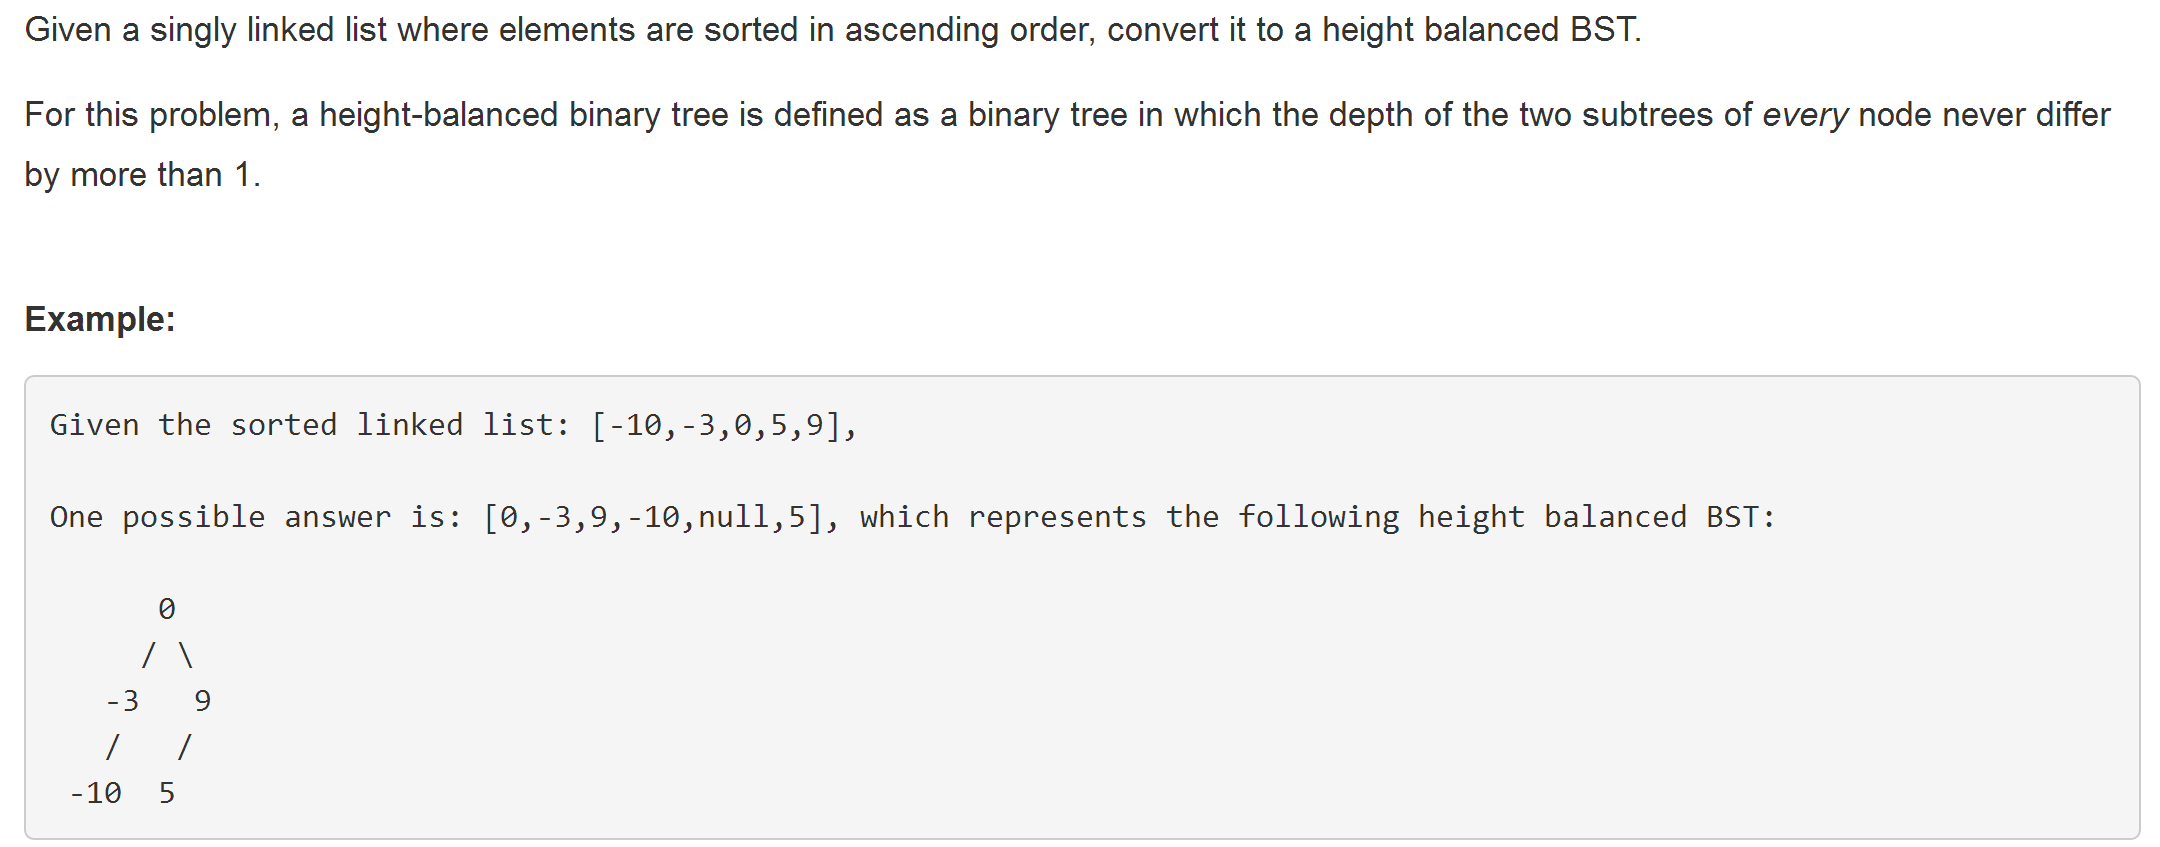 Given a singly linked list where elements are sorted in ascending order, convert it to a height balanced BST.
For this problem, a height-balanced binary tree is defined as a binary tree in which the depth of the two subtrees of every node never differ
by more than 1.
Example:
Given the sorted linked list: [-10,-3,0,5,9],
One possible answer is: [0,-3,9,-10,null,5], which represents the following height balanced BST:
      0
     / \
   -3   9
   /   /
 -10  5